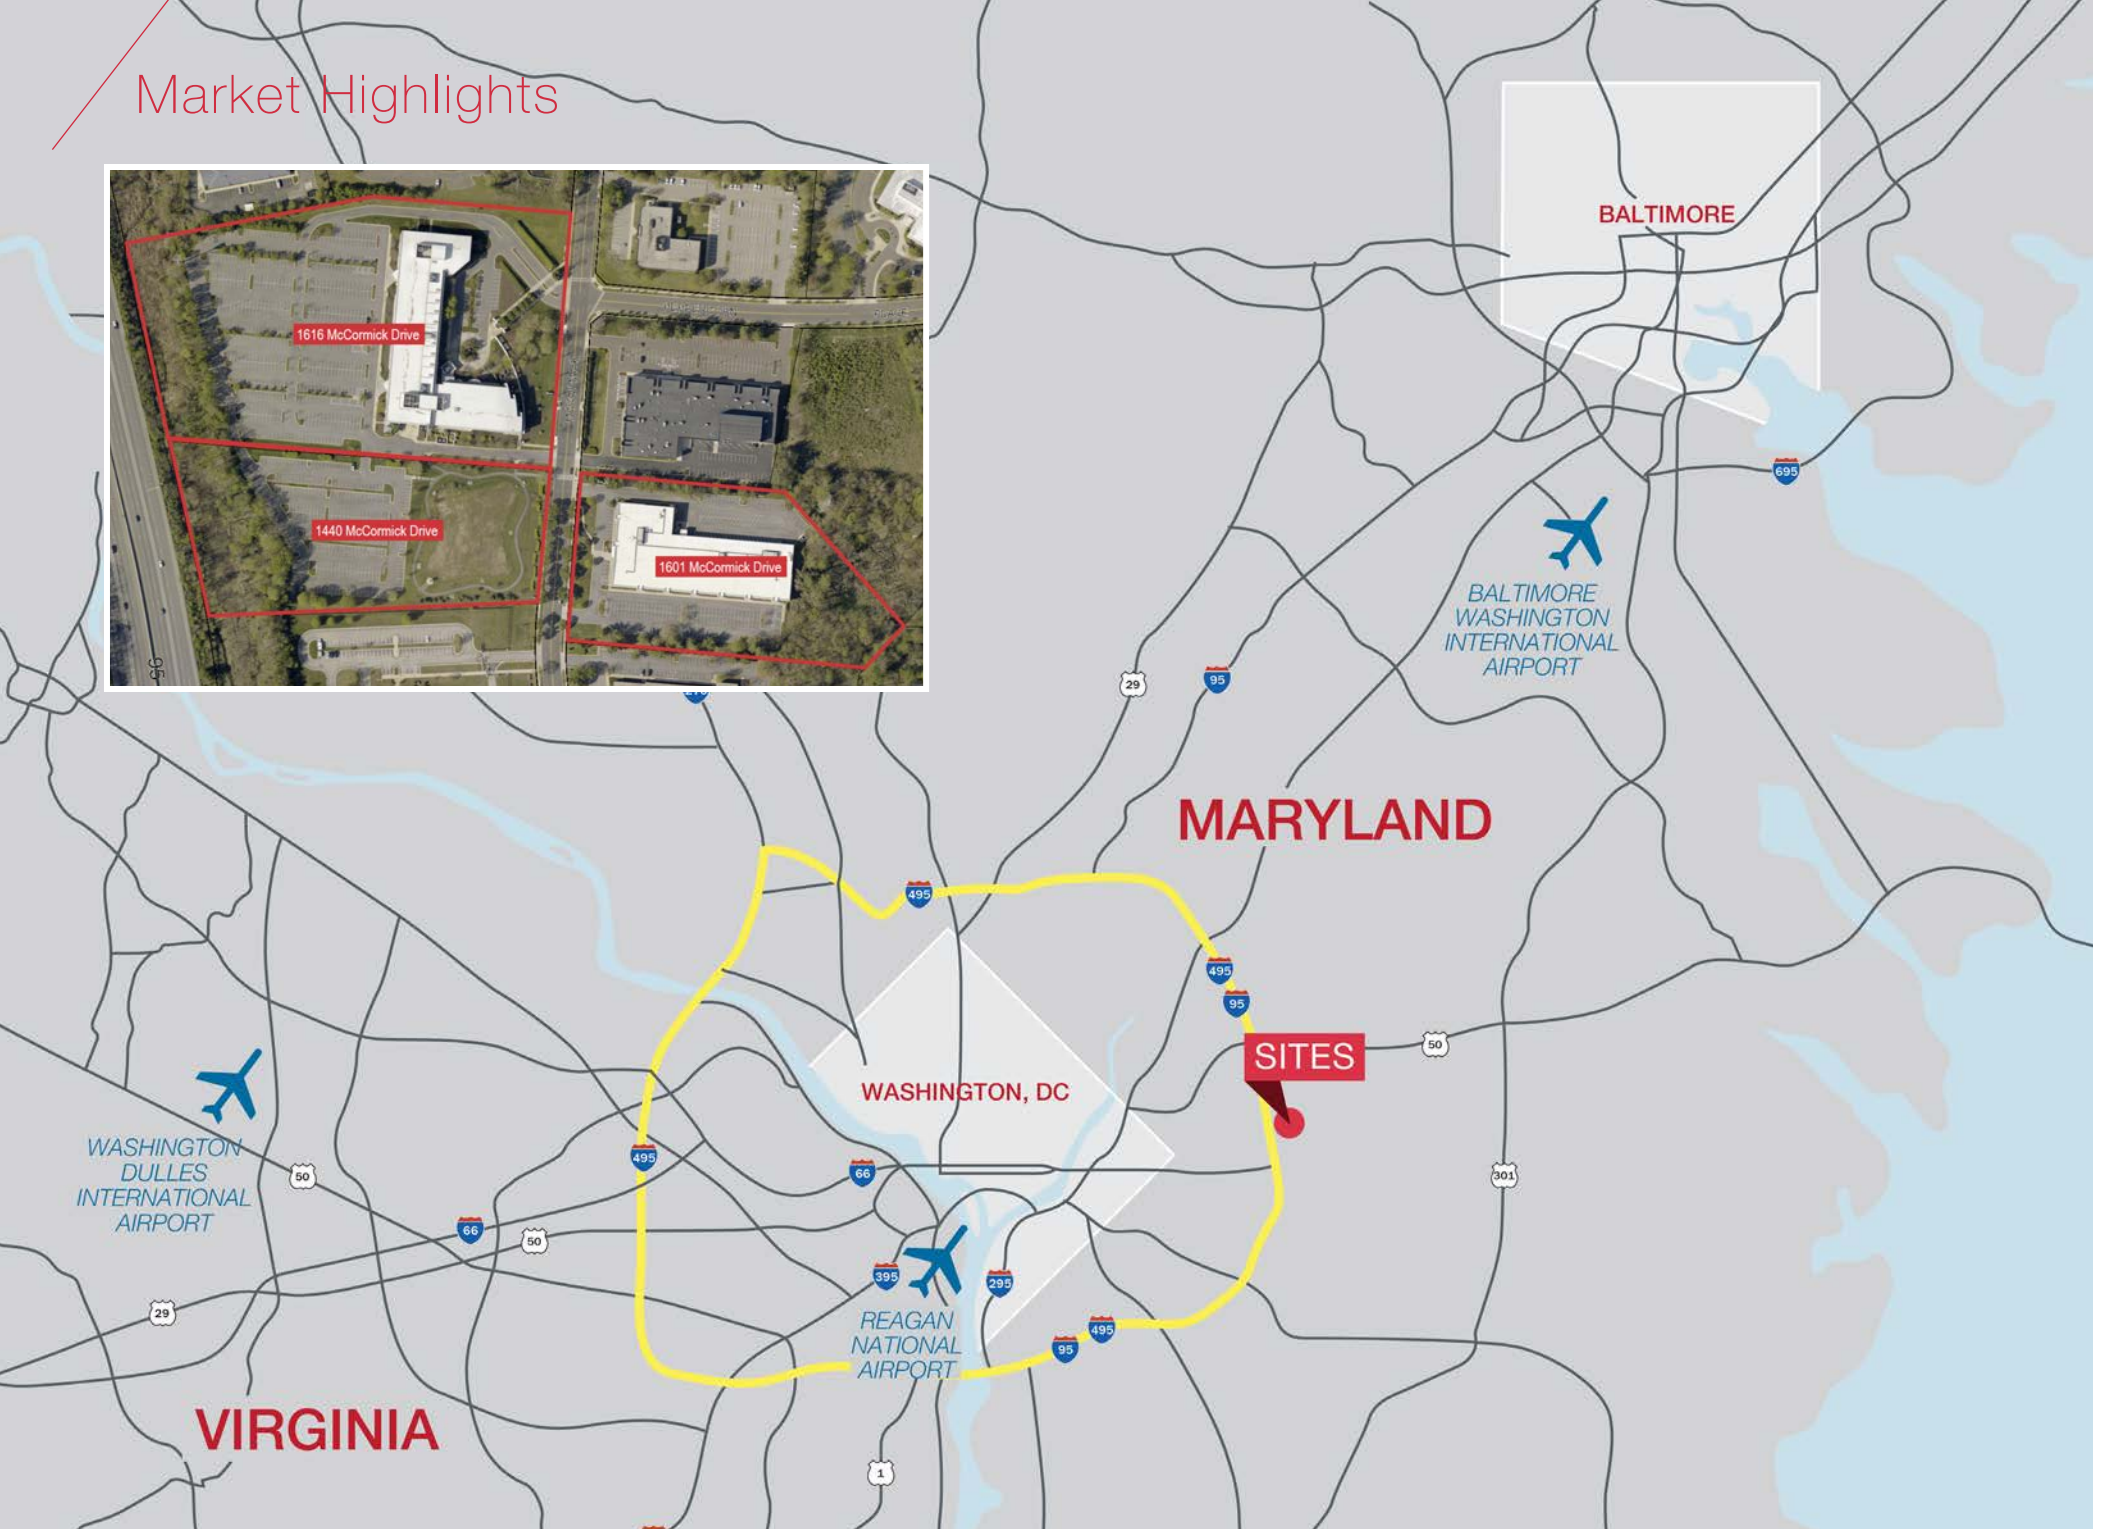 Market Highlights
1616 McCormick Drive
1440 McCormick Drive
1601 McCormick Drive
95
BALTIMORE
695
BALTIMORE
WASHINGTON
INTERNATIONAL
AIRPORT
29
95
MARYLAND
495
495
95
SITES
50
WASHINGTON, DC
WASHINGTON
DULLES
INTERNATIONAL
AIRPORT
50
495
66
301
66
50
395
295
29
REAGAN
NATIONAL
AIRPORT
495
95
VIRGINIA
1